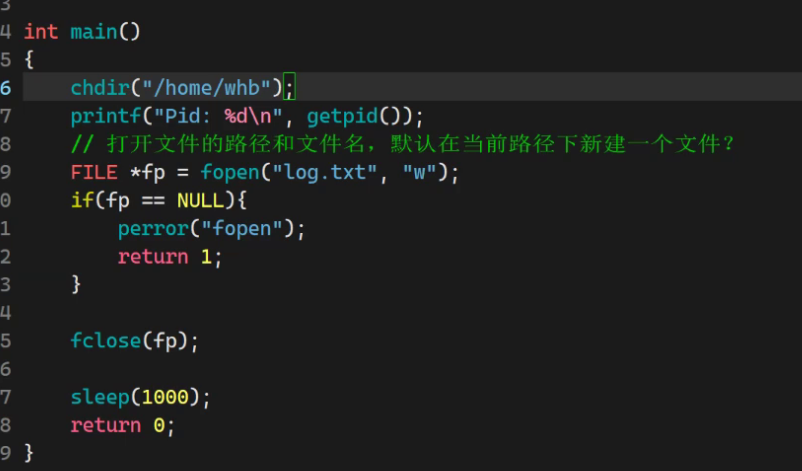 3
4 int main()
5 {
6     chdir("/home/whb");
7     printf("Pid: %d\n", getpid());
8     // 打开文件的路径和文件名，默认在当前路径下新建一个文件？
9     FILE *fp = fopen("log.txt", "w");
0     if(fp == NULL){
1         perror("fopen");
2         return 1;
3     }
4
5     fclose(fp);
6
7     sleep(1000);
8     return 0;
9 }